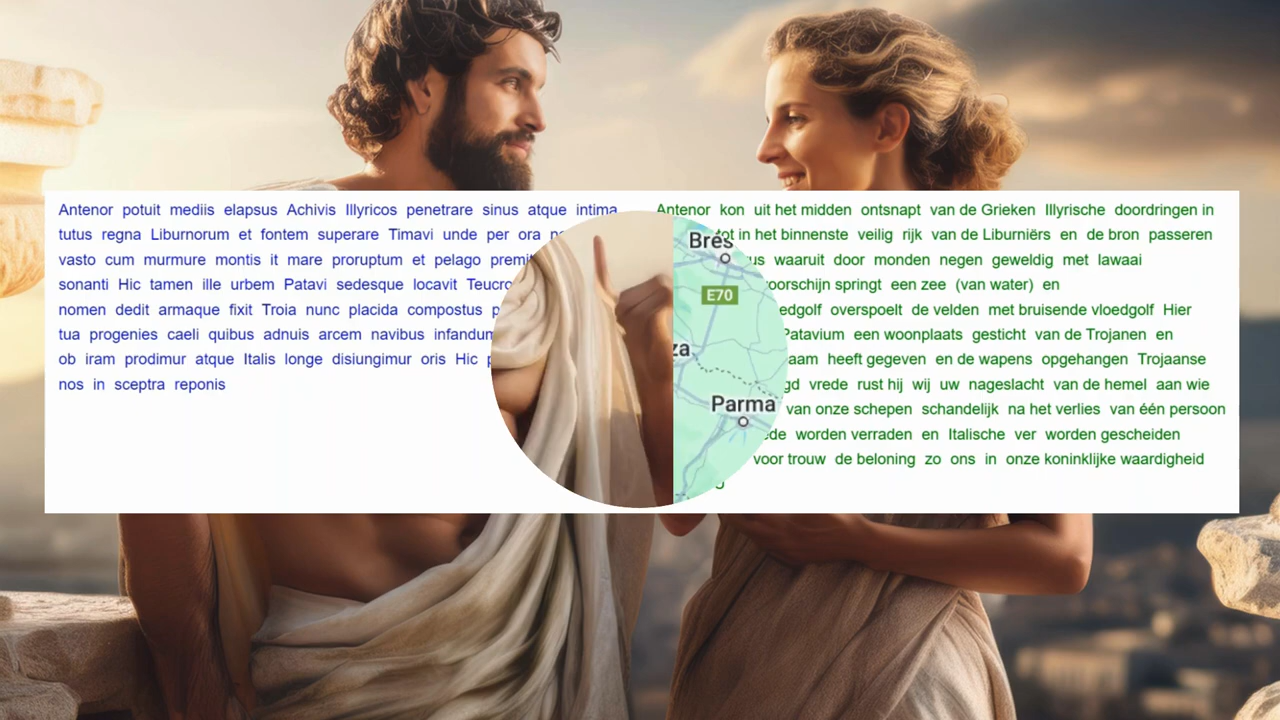 Antenor potuit mediis elapsus Achivis Illyricos penetrare sinus atque intima
tutus regna Liburnorum et fontem superare Timavi unde per ora
vasto cum murmure montis it mare proruptum et pelago
sonanti Hic tamen ille urbem Patavi sedesque locavit
nomen dedit armaque fixit Troia nunc placida compostus
tua progenies caeli quibus adnuis arcem navibus
ob iram prodimur atque Italis longe disiungimur oris Hic
nos in sceptra reponis
Antenor kon uit het midden ontsnapt van de Grieken Illyrische doordringen in
tot in het binnenste veilig rijk van de Liburniërs en de bron passeren
waaruit door monden negen geweldig met lawaai
voorschijn springt een zee (van water) en
overspoelt de velden met bruisende vloedgolf Hier
Patavium een woonplaats gesticht van de Trojanen en
heeft gegeven en de wapens opgehangen Trojaanse
vrede rust hij wij uw nageslacht van de hemel aan wie
van onze schepen schandelijk na het verlies van één persoon
worden verraden en Italische ver worden gescheiden
voor trouw de beloning zo ons in onze koninklijke waardigheid
Bres
E70
za
Parma